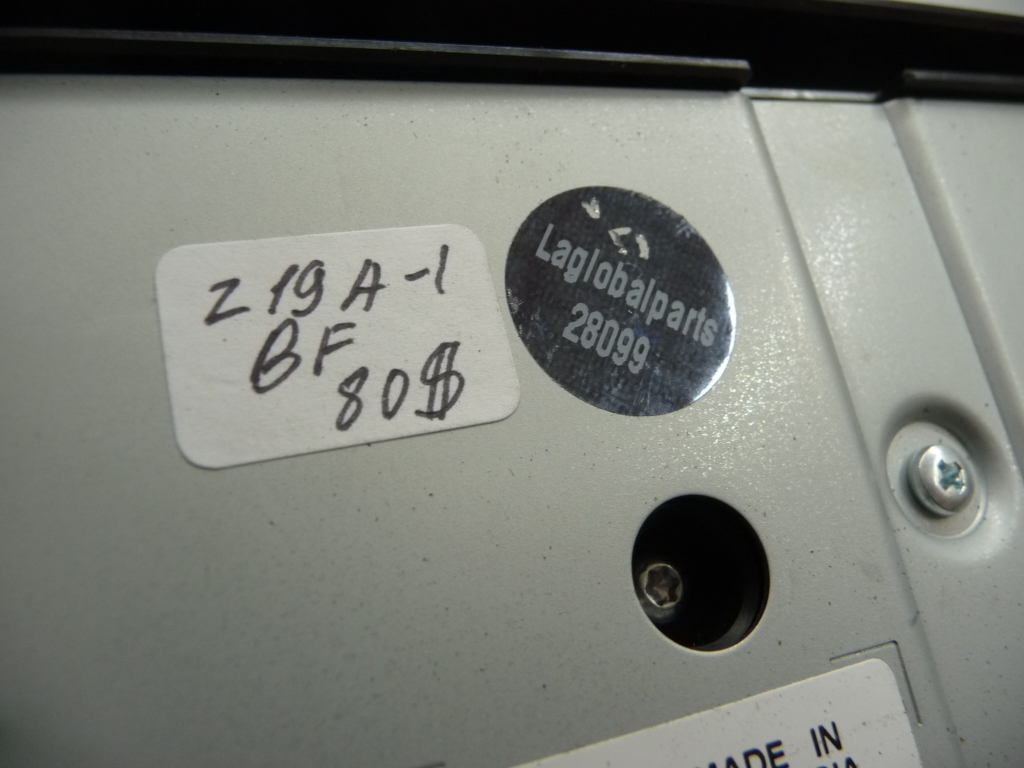 Z19A-1
BF
80$
Laglobalparts
28099
MADE IN